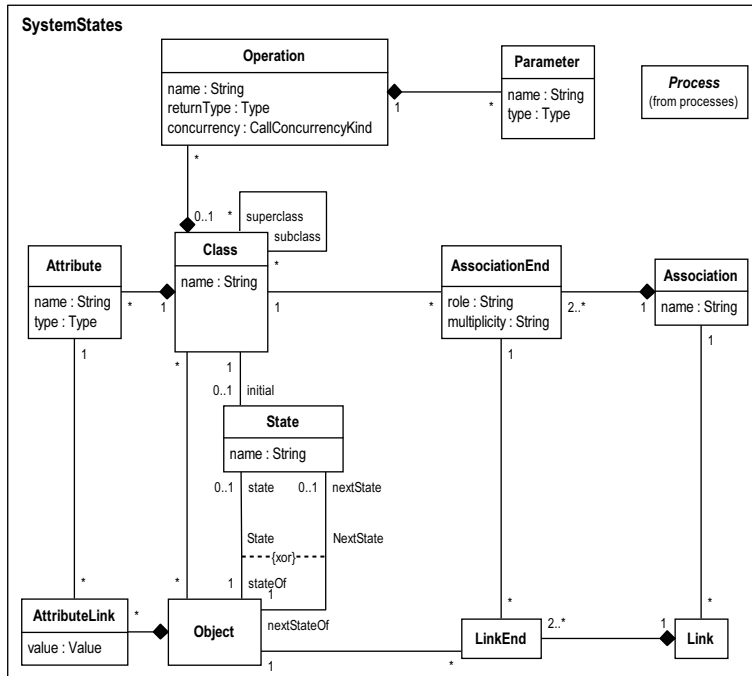 SystemStates
Operation
name : String
returnType : Type
concurrency : CallConcurrencyKind
Parameter
name : String
type : Type
Process
(from processes)
1
*
*
0..1
*
superclass
subclass
*
Class
name : String
Attribute
name : String
type : Type
*
1
1
AssociationEnd
role : String
multiplicity : String
1
*
Association
name : String
2..*
1
1
1
*
1
0..1
initial
State
name : String
0..1
state
0..1
nextState
State
NextState
{xor}
1
stateOf
1
nextStateOf
*
*
AttributeLink
value : Value
*
Object
1
*
*
LinkEnd
2..*
1
*
Link